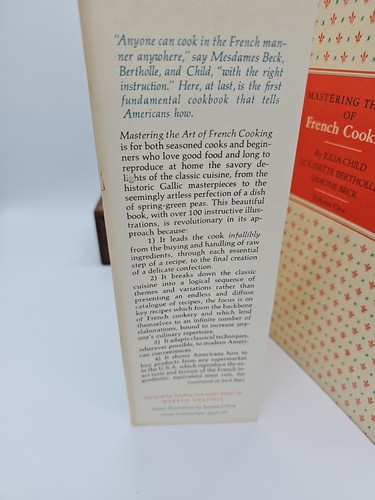 "Anyone can cook in the French man-
ner anywhere," say Mesdames Beck,
Bertholle, and Child, "with the right
instruction." Here, at last, is the first
fundamental cookbook that tells
Americans how.
Mastering the Art of French Cooking
is for both seasoned cooks and begin-
ners who love good food and long to
reproduce at home the savory de-
lights of the classic cuisine, from the
historic Gallic masterpieces to the
seemingly artless perfection of a dish
of spring-green peas. This beautiful
book, with over 100 instructive illus-
trations, is revolutionary in its ap-
proach because:
1) It leads the cook infallibly
from the buying and handling of raw
ingredients, through each essential
step of a recipe, to the final creation
of a delicate confection.
2) It breaks down the classic
cuisine into a logical sequence of
themes and variations rather than
presenting an endless and diffuse
catalogue of recipes; the focus is on
key recipes which form the backbone
of French cookery and which lend
themselves to an infinite number of
elaborations, bound to increase any-
one's culinary repertoire.
3) It adapts classical techniques,
wherever possible, to modern Ameri-
can conveniences.
4) It shows Americans how to
buy products from any supermarket
in the U.S.A. which reproduce the ex-
act taste and texture of the French in-
gredients: equivalent meat cuts, for
(continued on back flap)
MASTERING THE
OF
French Cooki
By JULIA CHILD
LOUISETTE BERTHOLLE
SIMONE BECK
Volume One